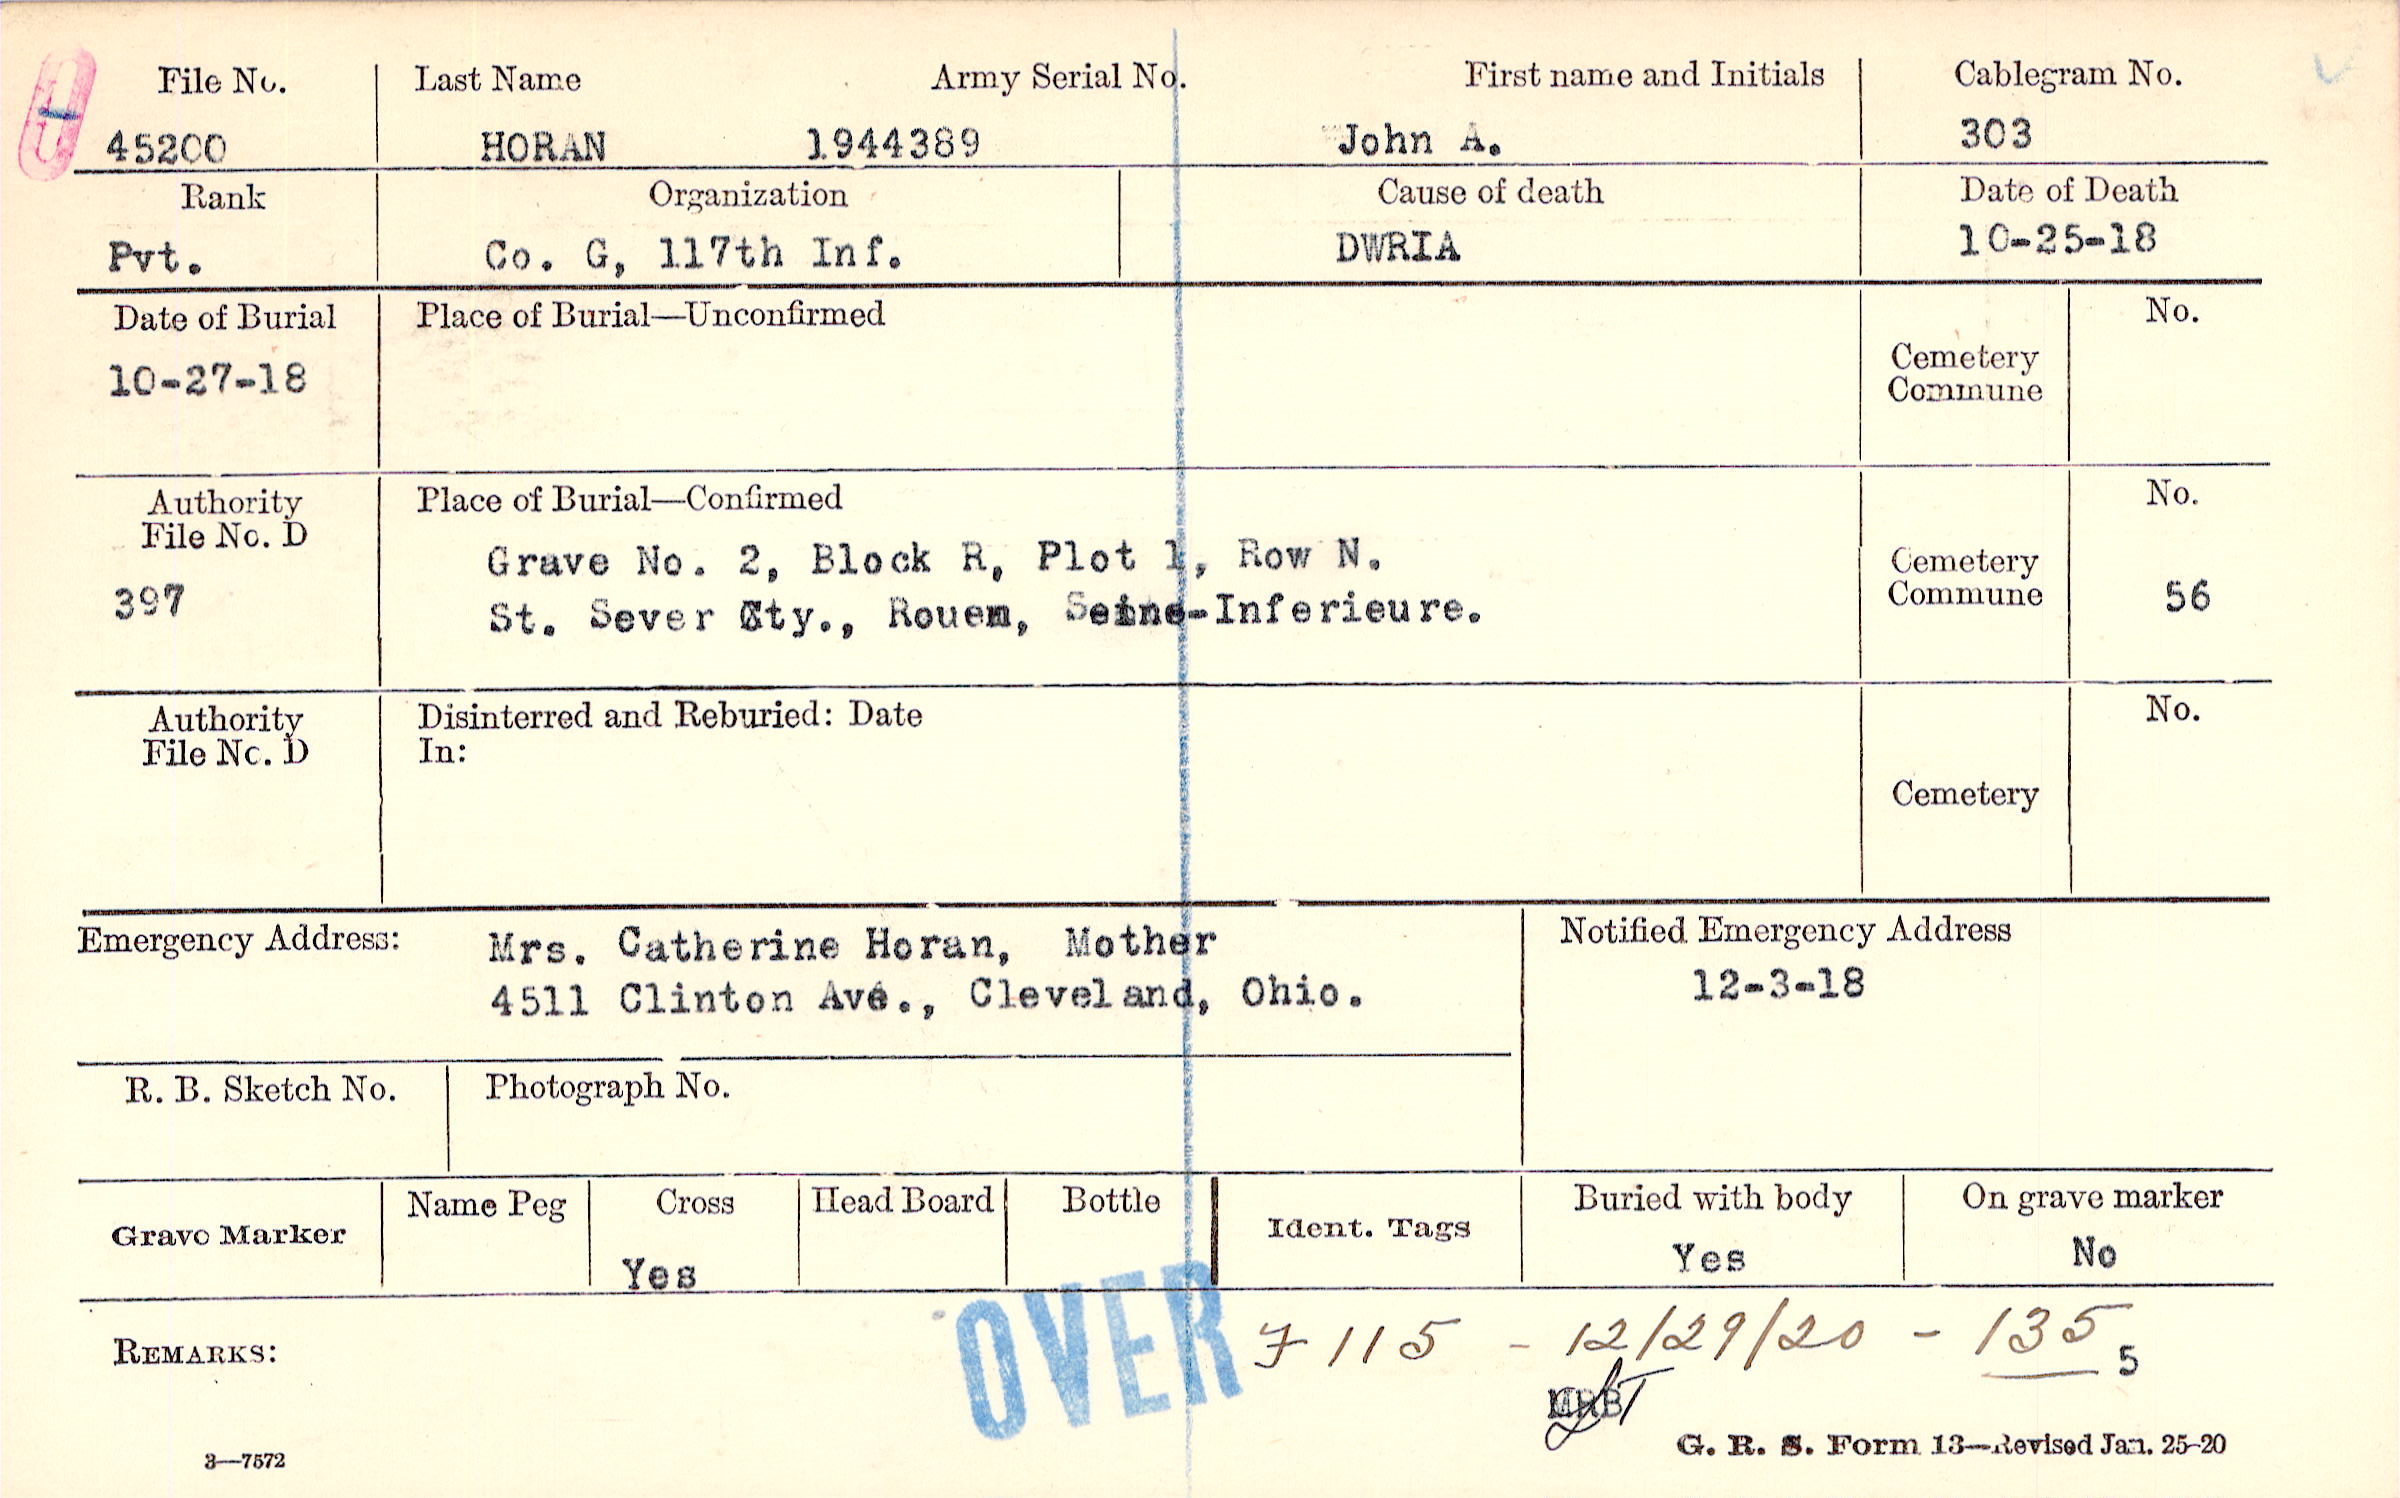 File No. Last Name Army Serial No. First name and Initials Cablegram No.
45200 HORAN 1944389 John A. 303
Rank Organization Cause of death Date of Death
Pvt. Co. G, 117th Inf. DWRIA 10-25-18
Date of Burial Place of Burial—Unconfirmed No.
10-27-18
Cemetery
Commune
Authority Place of Burial—Confirmed No.
File No. D
397
Grave No. 2, Block R, Plot 1, Row N.
St. Sever Cty., Rouen, Seine-Inferieure.
Cemetery
Commune 56
Authority Disinterred and Reburied: Date No.
File No. D In:
Cemetery
Emergency Address: Mrs. Catherine Horan, Mother
4511 Clinton Ave., Cleveland, Ohio.
Notified Emergency Address
12-3-18
R. B. Sketch No. Photograph No.
Grave Marker Name Peg Cross Head Board Bottle Ident. Tags Buried with body On grave marker
Yes Yes No
OVER
7 115 - 12/29/20 - 135 5
REMARKS:
MRB
3—7572
G. R. S. Form 13—Revised Jan. 25-20